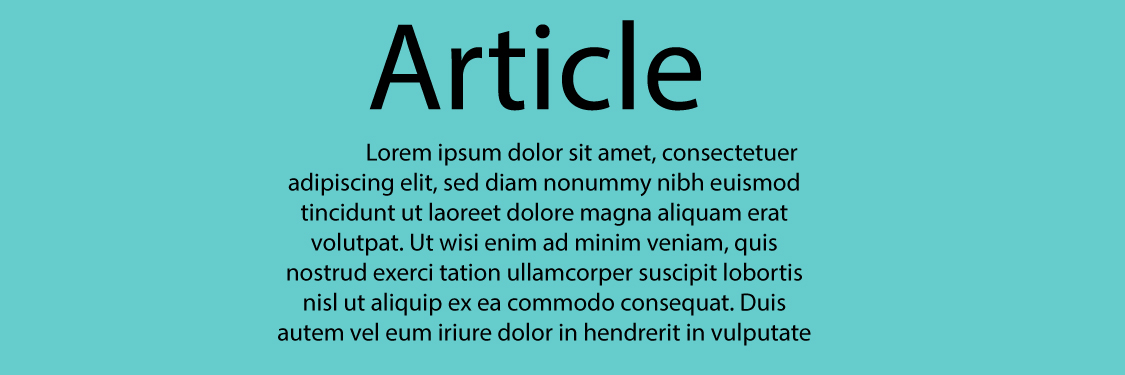 Article
Lorem ipsum dolor sit amet, consectetuer
adipiscing elit, sed diam nonummy nibh euismod
tincidunt ut laoreet dolore magna aliquam erat
volutpat. Ut wisi enim ad minim veniam, quis
nostrud exerci tation ullamcorper suscipit lobortis
nisl ut aliquip ex ea commodo consequat. Duis
autem vel eum iriure dolor in hendrerit in vulputate